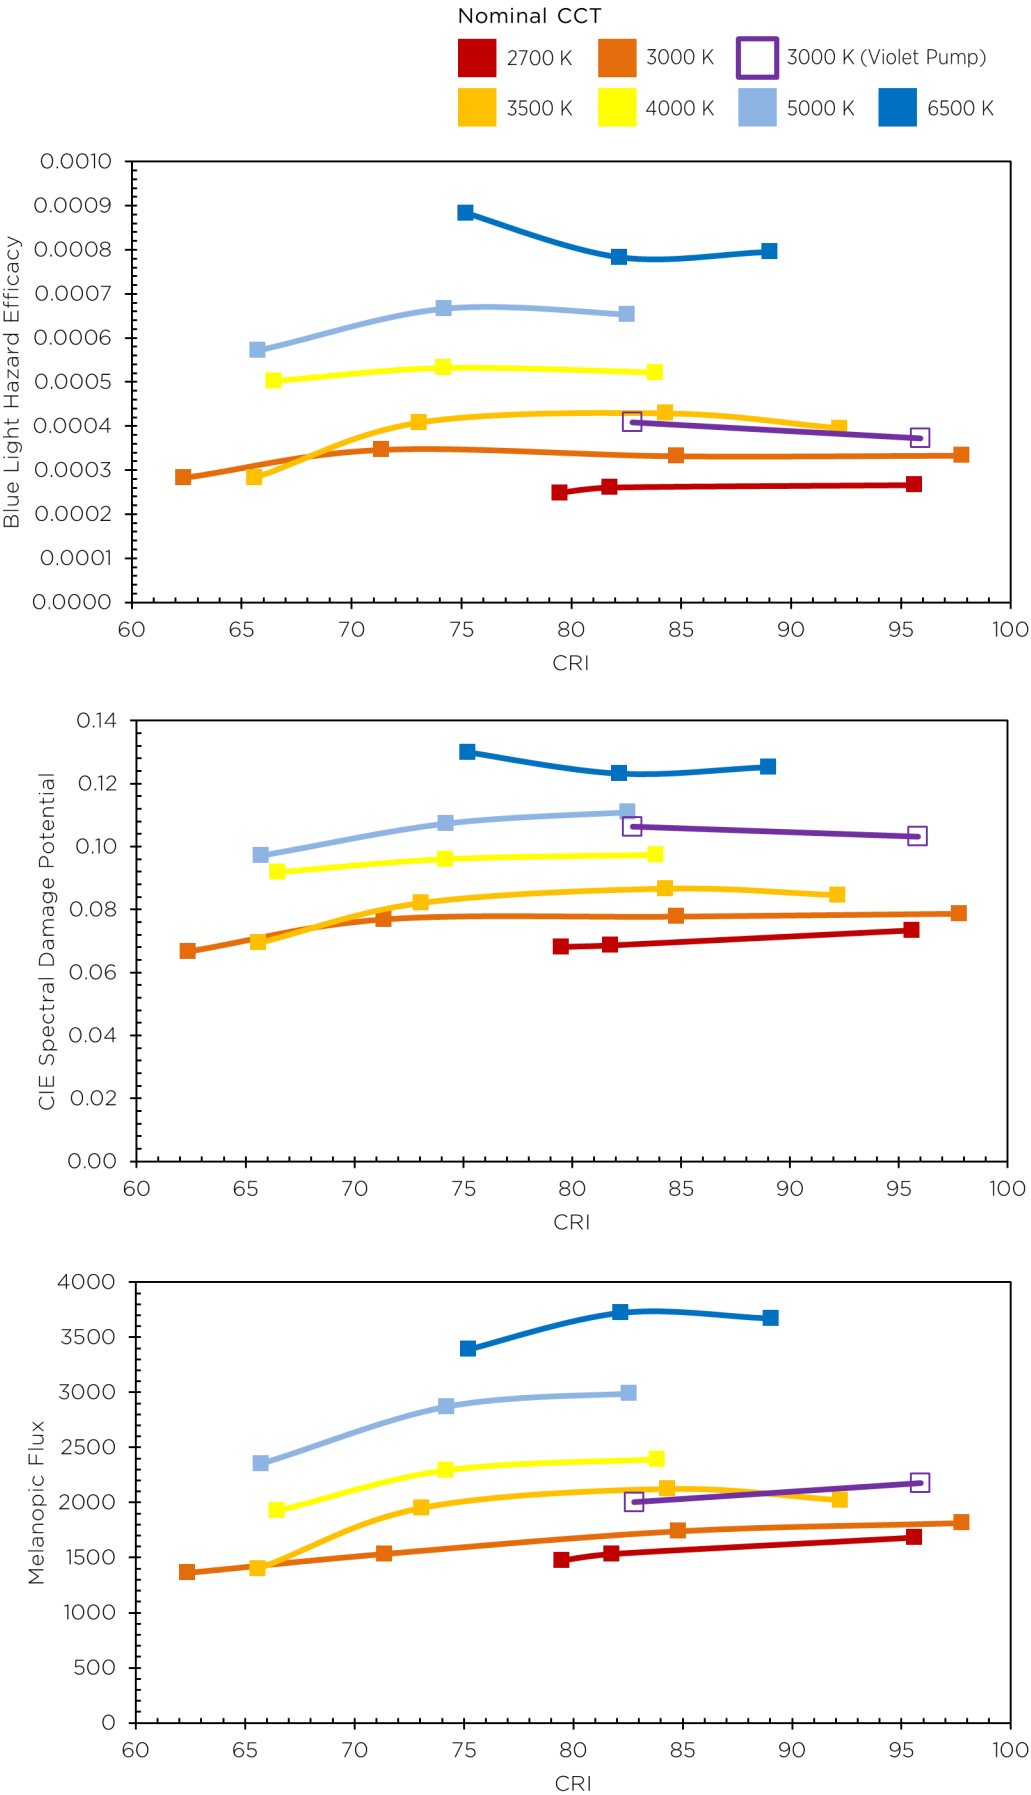 Nominal CCT
2700 K 3000 K 3000 K (Violet Pump)
3500 K 4000 K 5000 K 6500 K
Blue Light Hazard Efficacy
0.0010
0.0009
0.0008
0.0007
0.0006
0.0005
0.0004
0.0003
0.0002
0.0001
0.0000
60 65 70 75 80 85 90 95 100
CRI
CIE Spectral Damage Potential
0.14
0.12
0.10
0.08
0.06
0.04
0.02
0.00
60 65 70 75 80 85 90 95 100
CRI
Melanopic Flux
4000
3500
3000
2500
2000
1500
1000
500
0
60 65 70 75 80 85 90 95 100
CRI